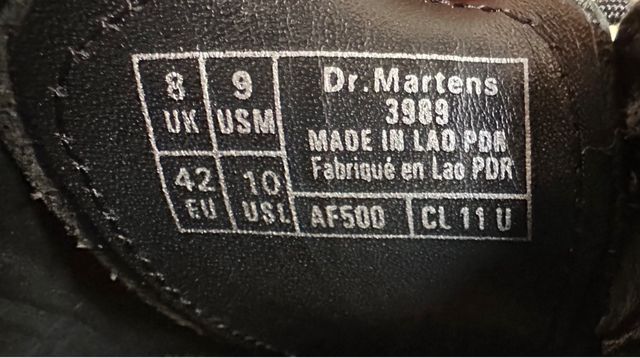 8 UK
9 USM
42 EU
10 USL
Dr.Martens
3989
MADE IN LAO PDR
Fabriqué en Lao PDR
AF500
CL 11 U